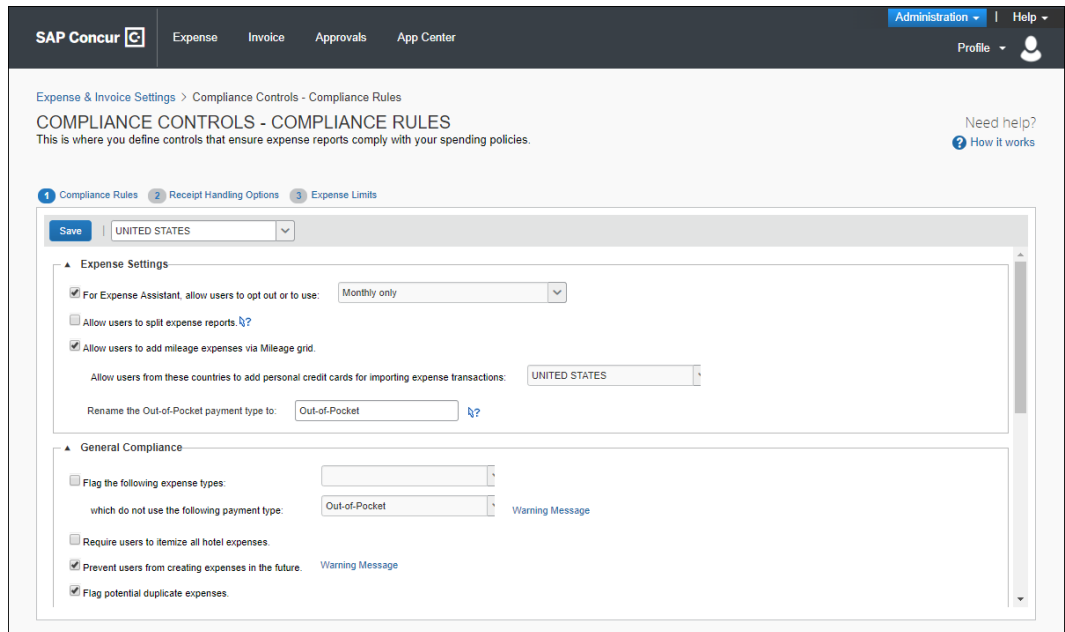 Administration | Help
SAP Concur C Expense Invoice Approvals App Center
Profile
Expense & Invoice Settings > Compliance Controls - Compliance Rules
COMPLIANCE CONTROLS - COMPLIANCE RULES
This is where you define controls that ensure expense reports comply with your spending policies.
Need help?
? How it works
1 Compliance Rules 2 Receipt Handling Options 3 Expense Limits
Save | UNITED STATES
Expense Settings
For Expense Assistant, allow users to opt out or to use: Monthly only
Allow users to split expense reports. ?
Allow users to add mileage expenses via Mileage grid.
Allow users from these countries to add personal credit cards for importing expense transactions: UNITED STATES
Rename the Out-of-Pocket payment type to: Out-of-Pocket ?
General Compliance
Flag the following expense types:
which do not use the following payment type: Out-of-Pocket Warning Message
Require users to itemize all hotel expenses.
Prevent users from creating expenses in the future. Warning Message
Flag potential duplicate expenses.